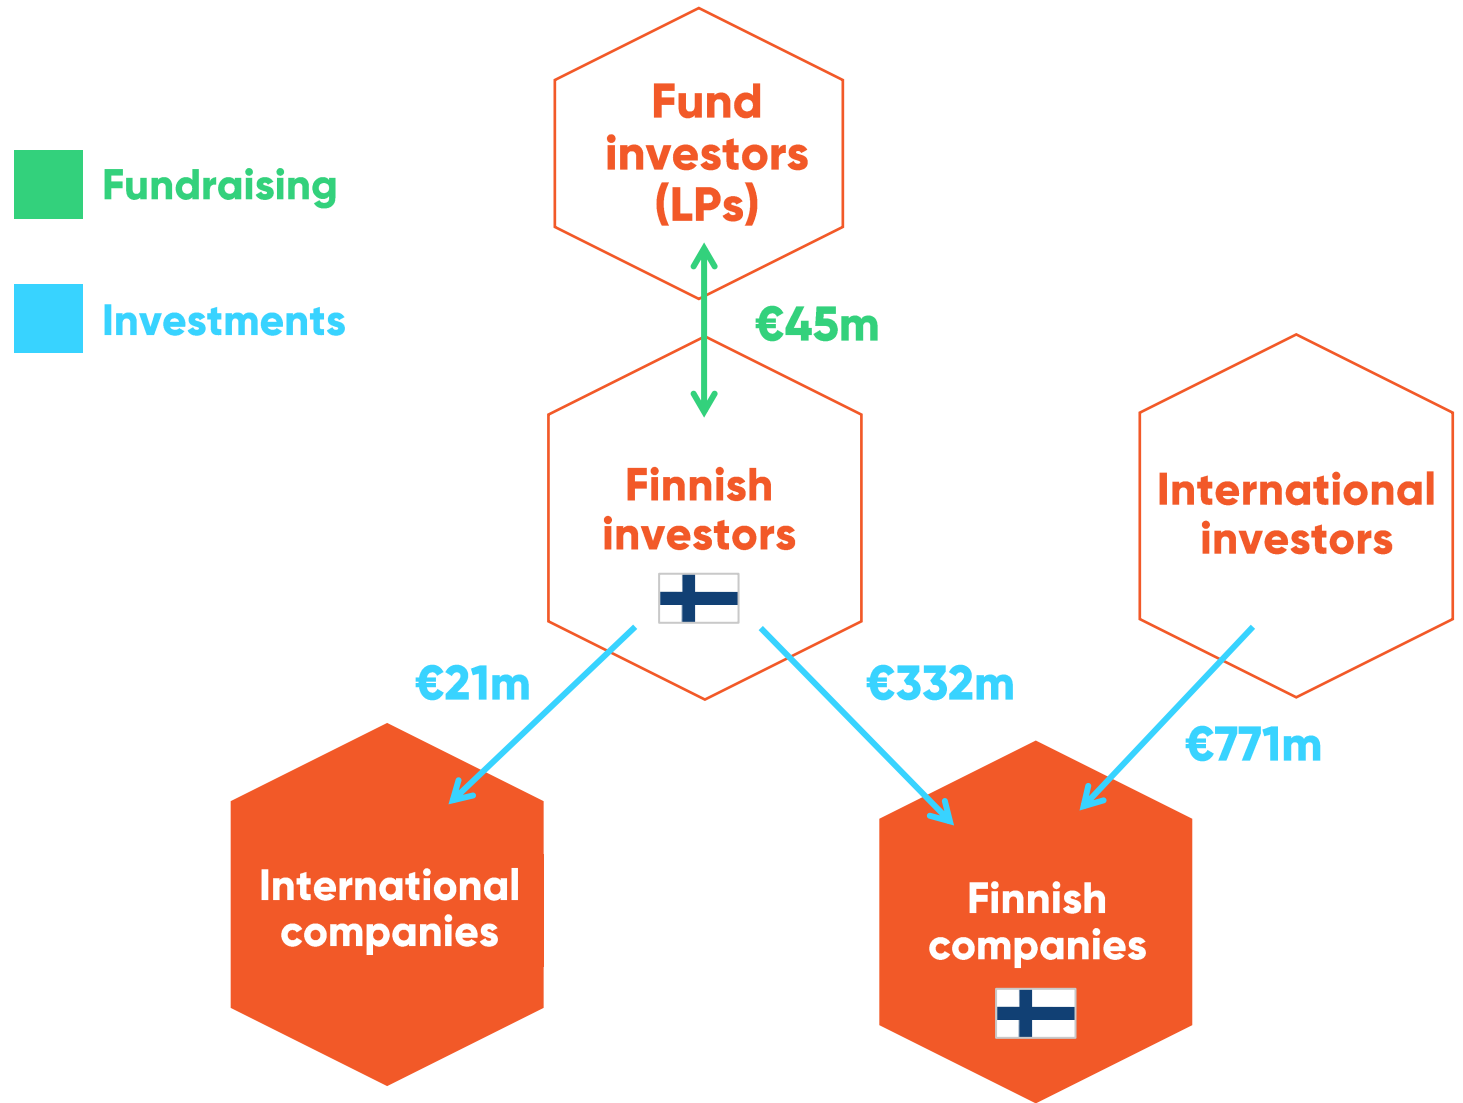 Fund
investors
(LPs)
Fundraising
Investments
€45m
Finnish
investors
International
investors
€21m
€332m
€771m
International
companies
Finnish
companies